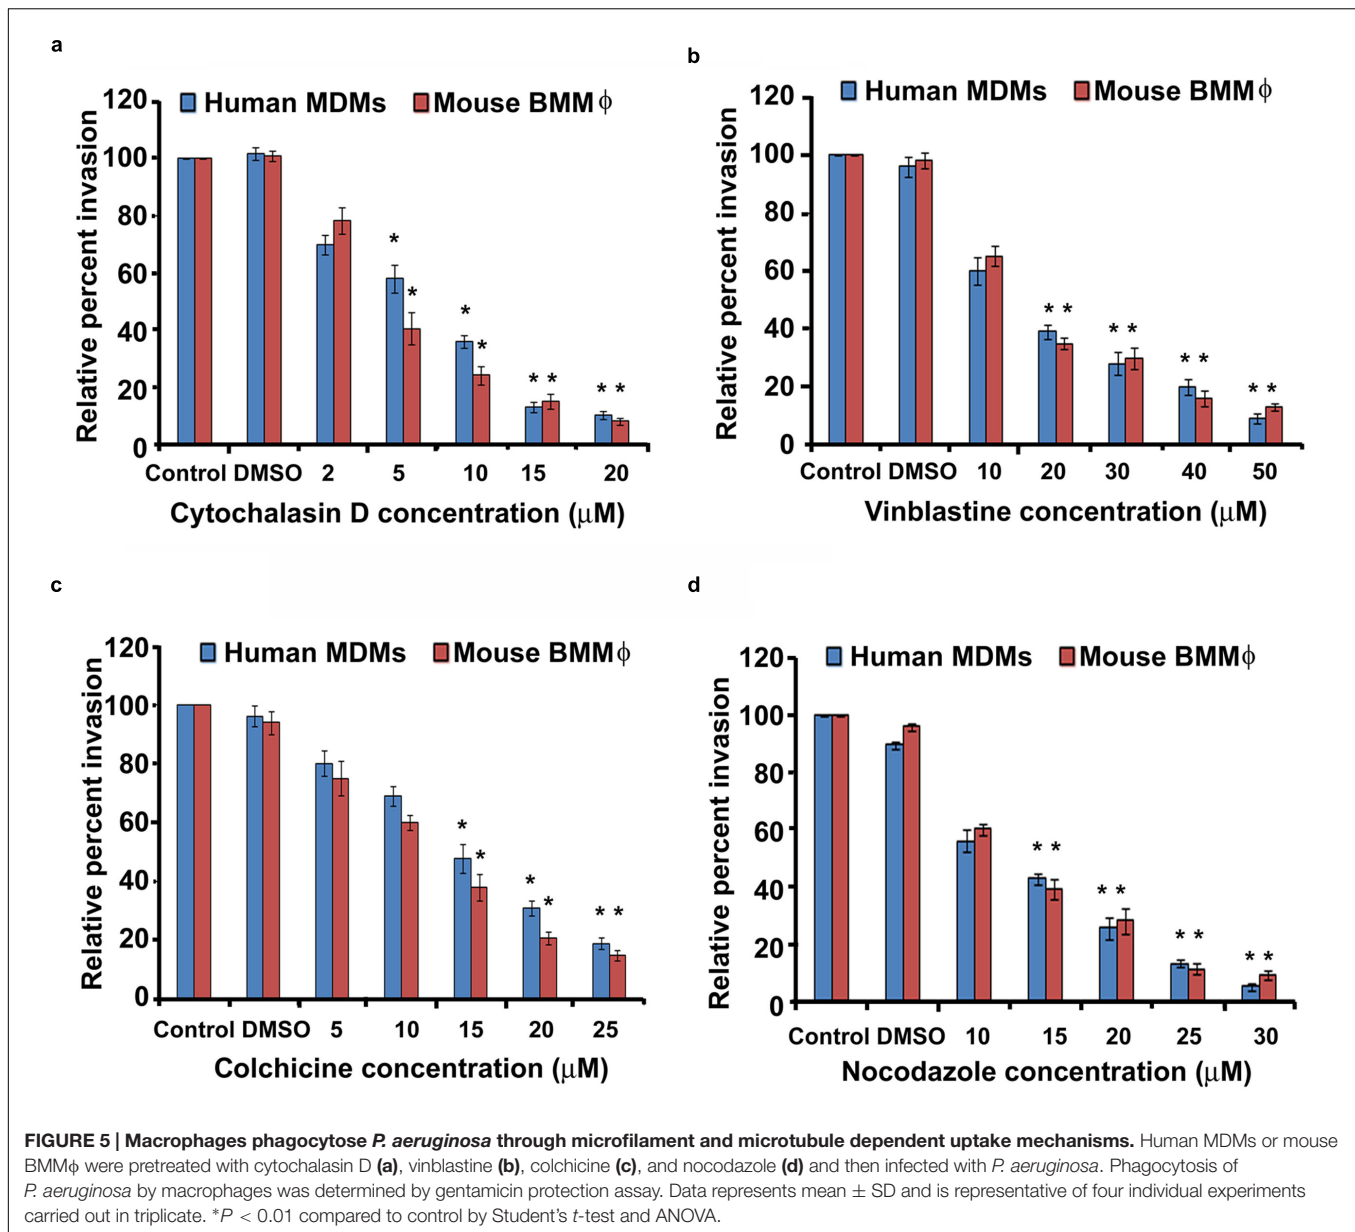 a
120
Human MDMs Mouse BMMϕ
100
80
60
40
20
0
Relative percent invasion
* * * * * * * *
Control DMSO 2 5 10 15 20
Cytochalasin D concentration (μM)
b
120
Human MDMs Mouse BMMϕ
100
80
60
40
20
0
Relative percent invasion
* * * * * * * *
Control DMSO 10 20 30 40 50
Vinblastine concentration (μM)
c
120
Human MDMs Mouse BMMϕ
100
80
60
40
20
0
Relative percent invasion
* * * * * *
Control DMSO 5 10 15 20 25
Colchicine concentration (μM)
d
120
Human MDMs Mouse BMMϕ
100
80
60
40
20
0
Relative percent invasion
* * * * * * * *
Control DMSO 10 15 20 25 30
Nocodazole concentration (μM)
FIGURE 5 | Macrophages phagocytose P. aeruginosa through microfilament and microtubule dependent uptake mechanisms. Human MDMs or mouse
BMMϕ were pretreated with cytochalasin D (a), vinblastine (b), colchicine (c), and nocodazole (d) and then infected with P. aeruginosa. Phagocytosis of
P. aeruginosa by macrophages was determined by gentamicin protection assay. Data represents mean ± SD and is representative of four individual experiments
carried out in triplicate. *P < 0.01 compared to control by Student's t-test and ANOVA.